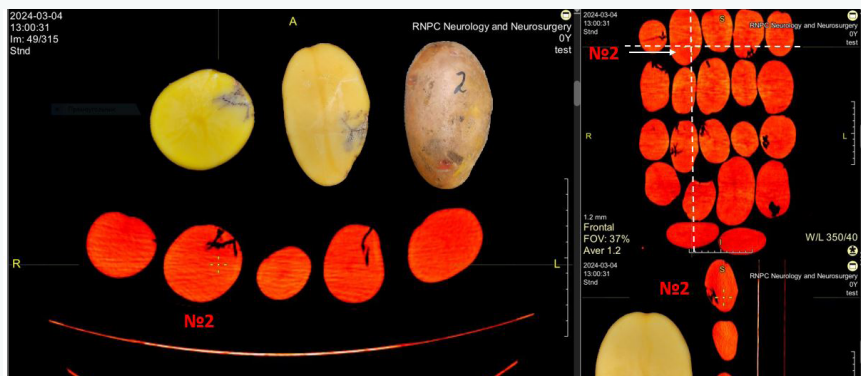 2024-03-04
13:00:31
Im: 49/315
Stnd
A
RNPC Neurology and Neurosurgery
0Y
test
2
R
L
№2
2024-03-04
13:00:31
Stnd
S
RNPC Neurology and Neurosurgery
0Y
test
№2
R
L
1.2 mm
Frontal
FOV: 37%
Aver 1.2
W/L 350/40
2024-03-04
13:00:31
Stnd
S
RNPC Neurology and Neurosurgery
0Y
test
№2